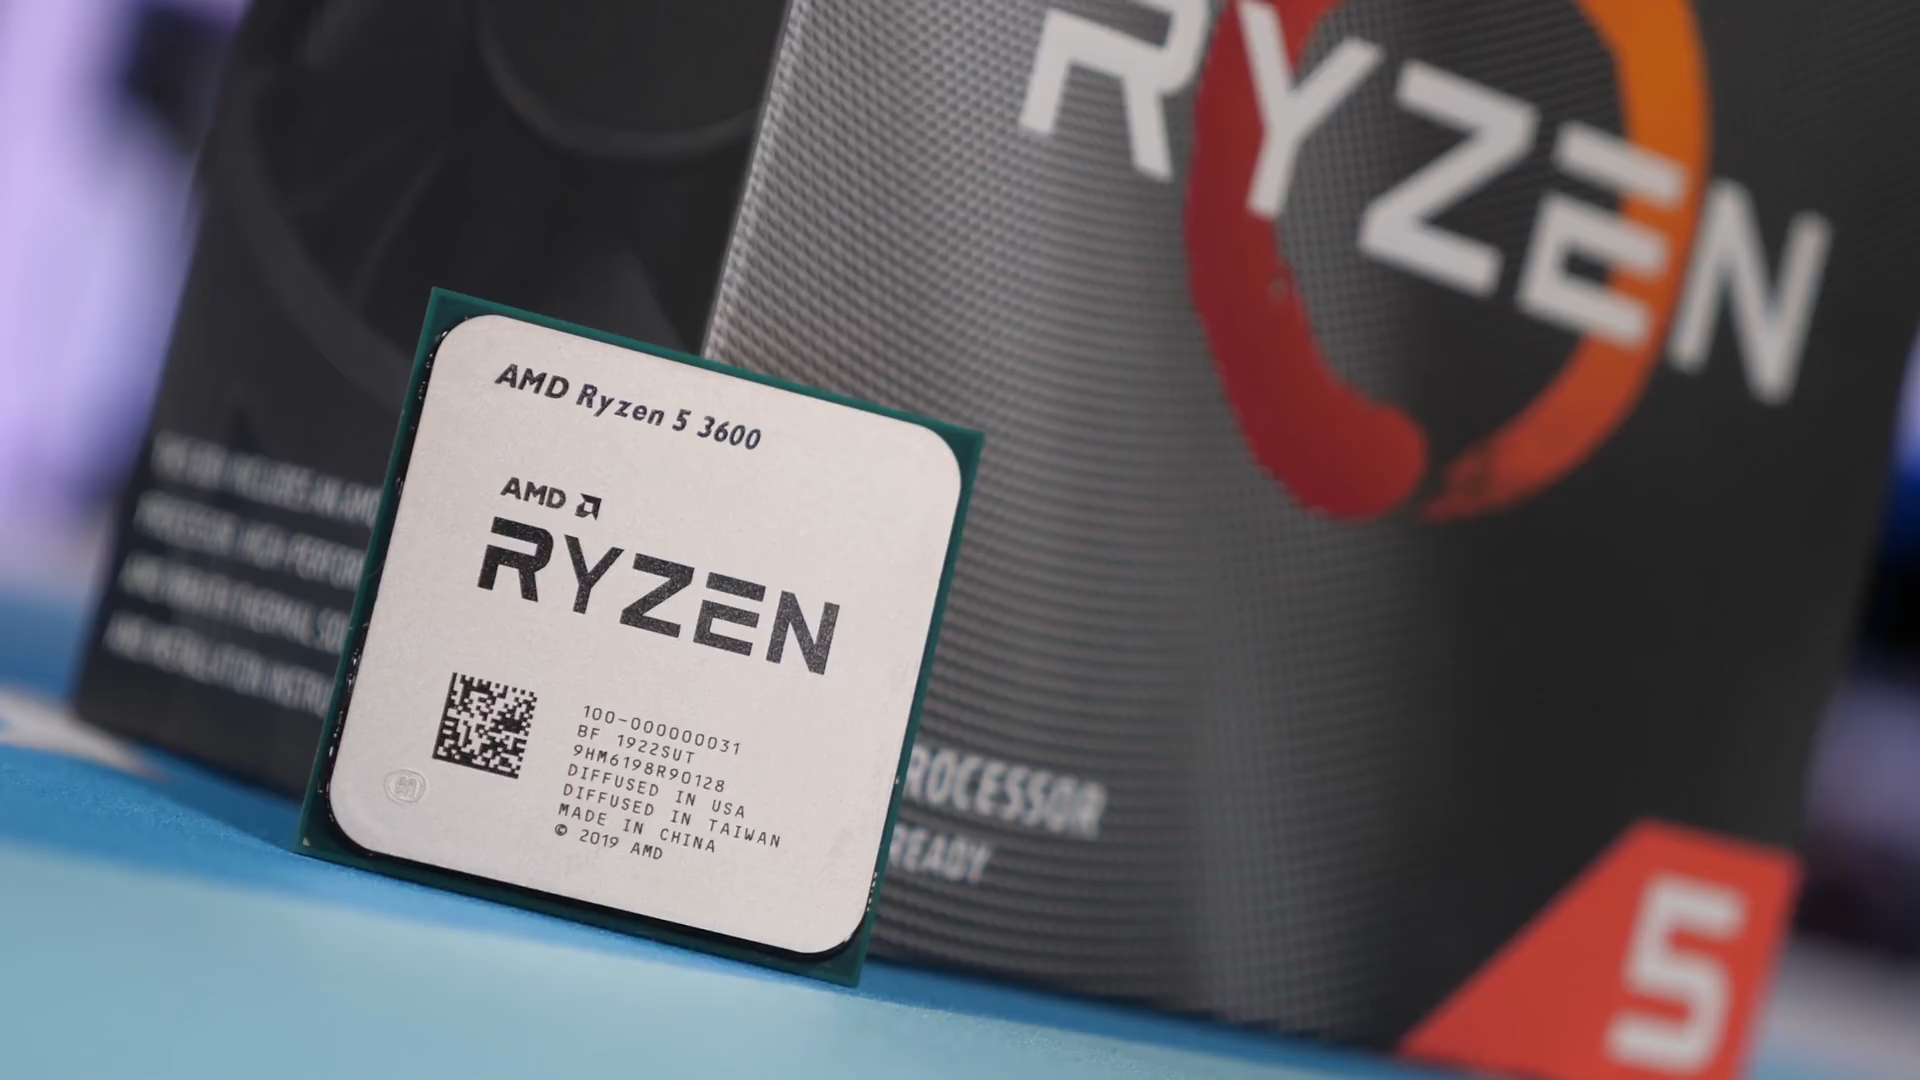 RYZEN
AMD Ryzen 5 3600
AMD
RYZEN
100-000000031
BF 1922SUT
9HM6198R90128
DIFFUSED IN USA
DIFFUSED IN TAIWAN
MADE IN CHINA
© 2019 AMD
ROCESSOR
READY
5